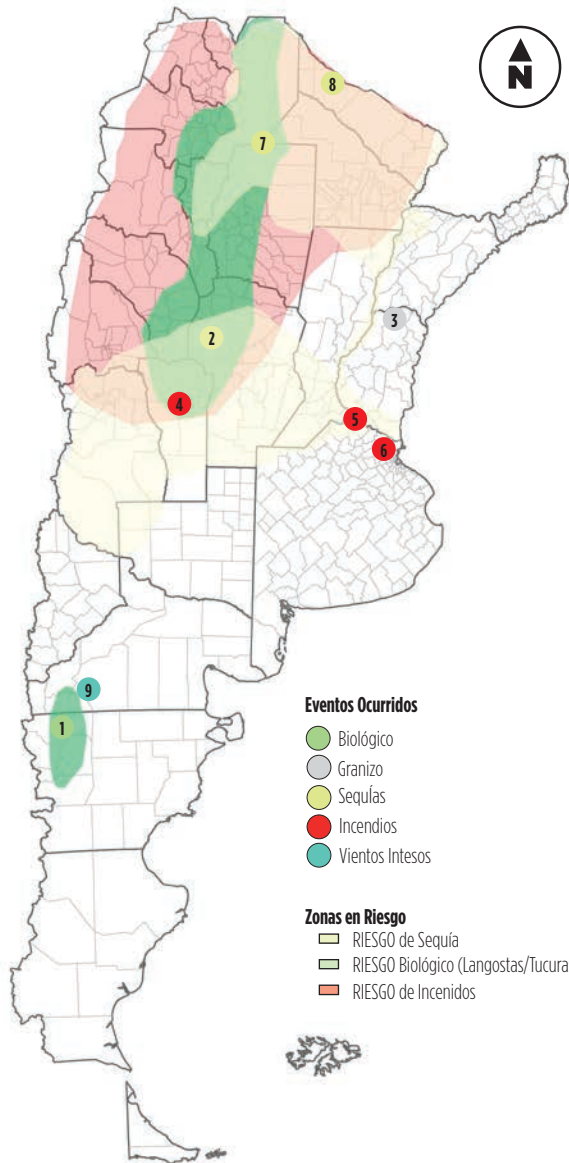 N
8
7
3
2
4
5
6
9
1
Eventos Ocurridos
Biológico
Granizo
SequÍas
Incendios
Vientos Intesos
Zonas en Riesgo
RIESGO de Sequía
RIESGO Biológico (Langostas/Tucura
RIESGO de Incenidos